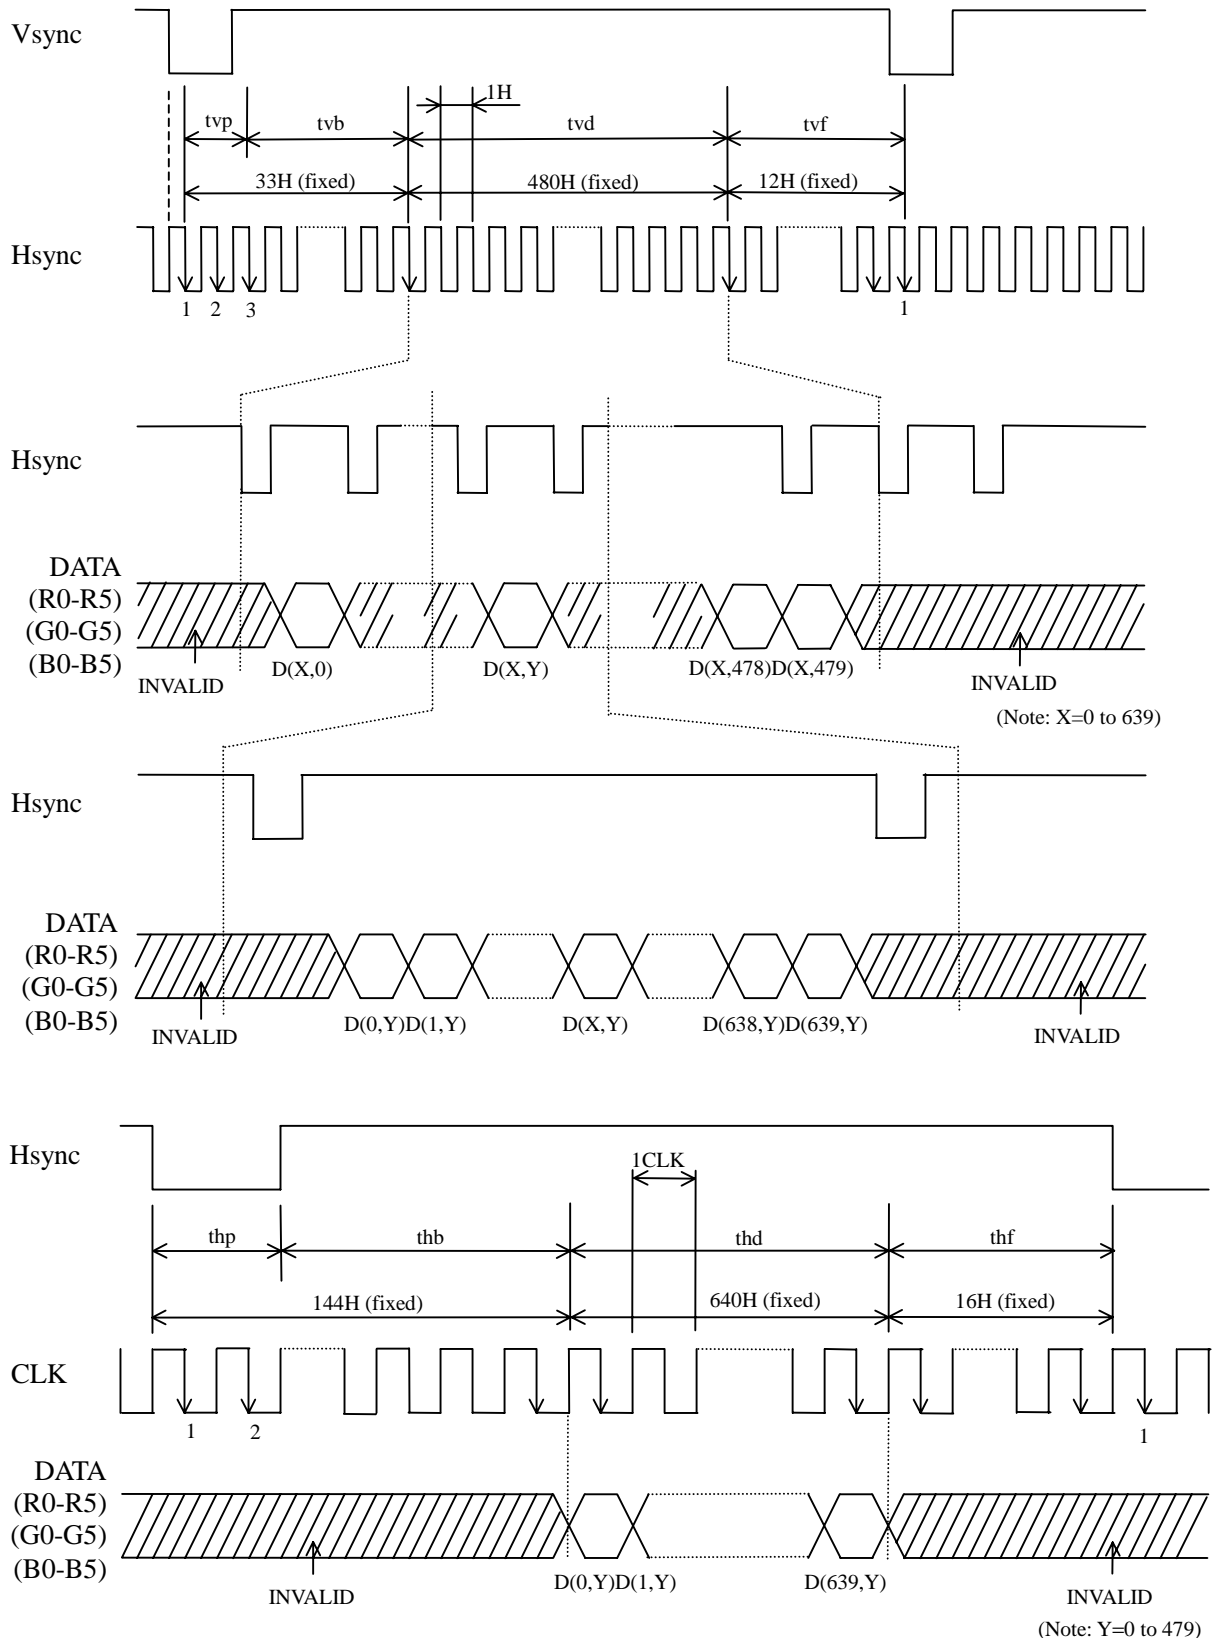 Vsync
1H
tvp tvb tvd tvf
33H (fixed) 480H (fixed) 12H (fixed)
Hsync
1 2 3 1
Hsync
DATA
(R0-R5)
(G0-G5)
(B0-B5)
D(X,0) D(X,Y) D(X,478)D(X,479)
INVALID INVALID
(Note: X=0 to 639)
Hsync
DATA
(R0-R5)
(G0-G5)
(B0-B5)
D(0,Y)D(1,Y) D(X,Y) D(638,Y)D(639,Y)
INVALID INVALID
Hsync
1CLK
thp thb thd thf
144H (fixed) 640H (fixed) 16H (fixed)
CLK
1 2 1
DATA
(R0-R5)
(G0-G5)
(B0-B5)
D(0,Y)D(1,Y) D(639,Y)
INVALID INVALID
(Note: Y=0 to 479)